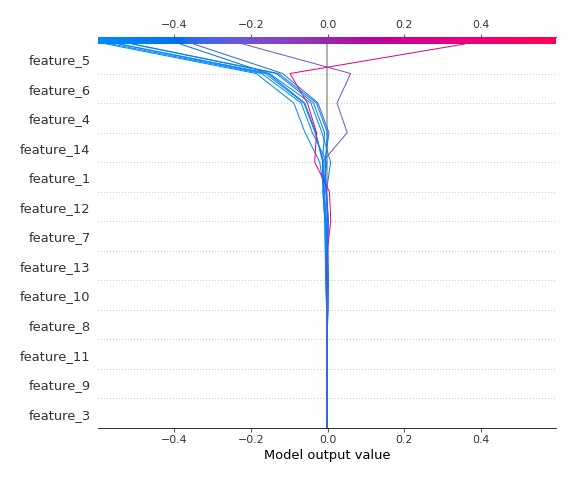 −0.4 −0.2 0.0 0.2 0.4
feature_5
feature_6
feature_4
feature_14
feature_1
feature_12
feature_7
feature_13
feature_10
feature_8
feature_11
feature_9
feature_3
−0.4 −0.2 0.0 0.2 0.4
Model output value